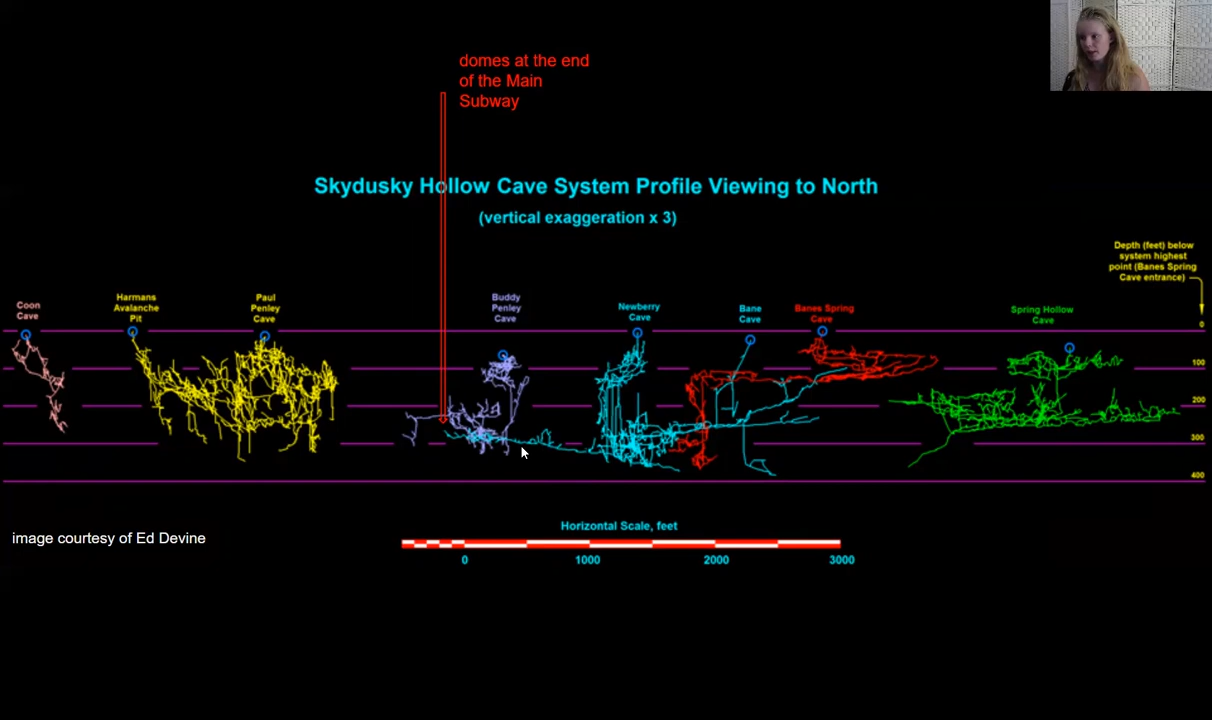 domes at the end
of the Main
Subway
Skydusky Hollow Cave System Profile Viewing to North
(vertical exaggeration x 3)
Depth (feet) below
system highest
point (Banes Spring
Cave entrance)
Coon
Cave
Harmans
Avalanche
Pit
Paul
Penley
Cave
Buddy
Penley
Cave
Newberry
Cave
Bane
Cave
Banes Spring
Cave
Spring Hollow
Cave
0
100
200
300
400
image courtesy of Ed Devine
Horizontal Scale, feet
0 1000 2000 3000